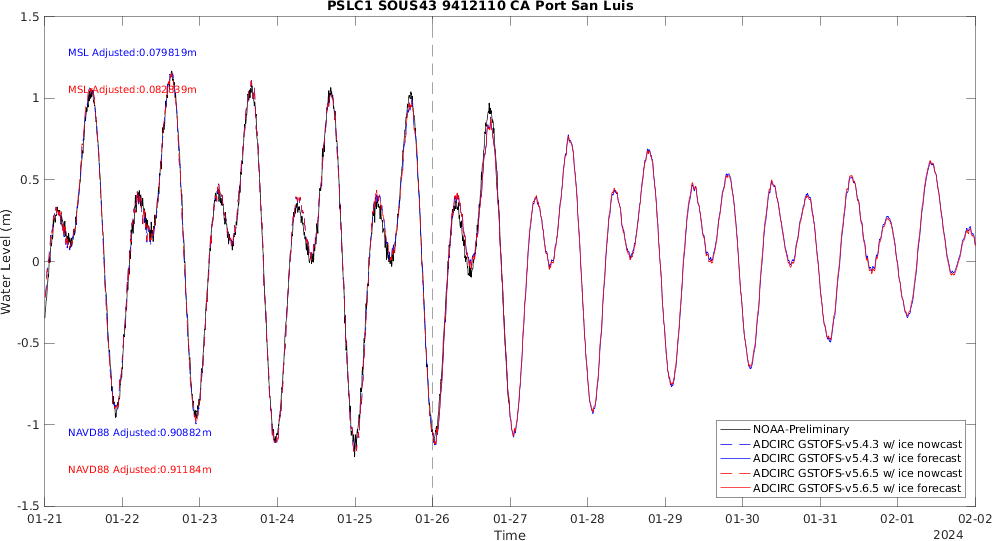 PSLC1 SOUS43 9412110 CA Port San Luis
1.5
1
0.5
0
-0.5
-1
-1.5
Water Level (m)
MSL Adjusted:0.079819m
MSL Adjusted:0.082839m
NAVD88 Adjusted:0.90882m
NAVD88 Adjusted:0.91184m
NOAA-Preliminary
ADCIRC GSTOFS-v5.4.3 w/ ice nowcast
ADCIRC GSTOFS-v5.4.3 w/ ice forecast
ADCIRC GSTOFS-v5.6.5 w/ ice nowcast
ADCIRC GSTOFS-v5.6.5 w/ ice forecast
01-21 01-22 01-23 01-24 01-25 01-26 01-27 01-28 01-29 01-30 01-31 02-01 02-02
Time
2024